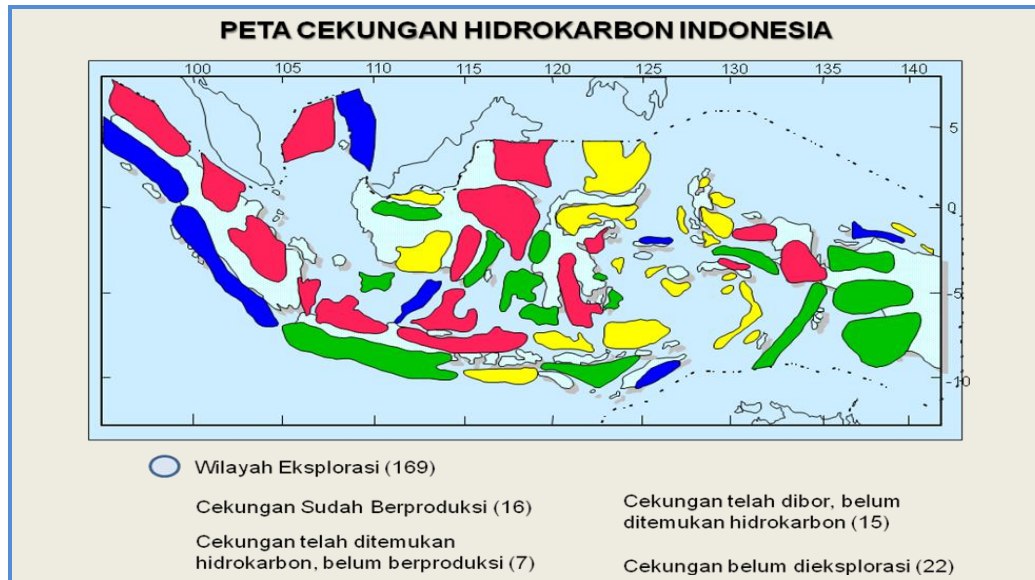 PETA CEKUNGAN HIDROKARBON INDONESIA
100 105 110 115 120 125 130 135 140
5
0
-5
-10
Wilayah Eksplorasi (169)
Cekungan Sudah Berproduksi (16)
Cekungan telah ditemukan
hidrokarbon, belum berproduksi (7)
Cekungan telah dibor, belum
ditemukan hidrokarbon (15)
Cekungan belum dieksplorasi (22)